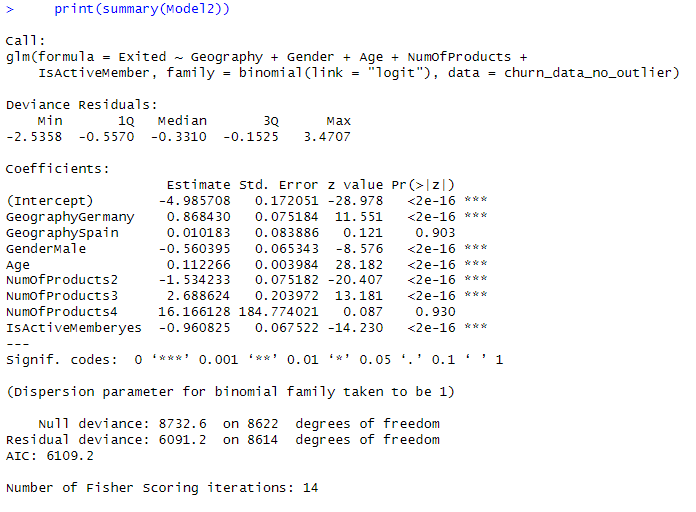 >      print(summary(Model2))
Call:
glm(formula = Exited ~ Geography + Gender + Age + NumOfProducts +
    IsActiveMember, family = binomial(link = "logit"), data = churn_data_no_outlier)
Deviance Residuals:
    Min       1Q   Median       3Q      Max
-2.5358  -0.5570  -0.3310  -0.1525   3.4707
Coefficients:
                    Estimate Std. Error z value Pr(>|z|)
(Intercept)        -4.985708   0.172051 -28.978   <2e-16 ***
GeographyGermany    0.868430   0.075184  11.551   <2e-16 ***
GeographySpain      0.010183   0.083886   0.121    0.903
GenderMale         -0.560395   0.065343  -8.576   <2e-16 ***
Age                 0.112266   0.003984  28.182   <2e-16 ***
NumOfProducts2     -1.534233   0.075182 -20.407   <2e-16 ***
NumOfProducts3      2.688624   0.203972  13.181   <2e-16 ***
NumOfProducts4     16.166128 184.774021   0.087    0.930
IsActiveMemberyes  -0.960825   0.067522 -14.230   <2e-16 ***
---
Signif. codes:  0 ‘***’ 0.001 ‘**’ 0.01 ‘*’ 0.05 ‘.’ 0.1 ‘ ’ 1
(Dispersion parameter for binomial family taken to be 1)
    Null deviance: 8732.6  on 8622  degrees of freedom
Residual deviance: 6091.2  on 8614  degrees of freedom
AIC: 6109.2
Number of Fisher Scoring iterations: 14